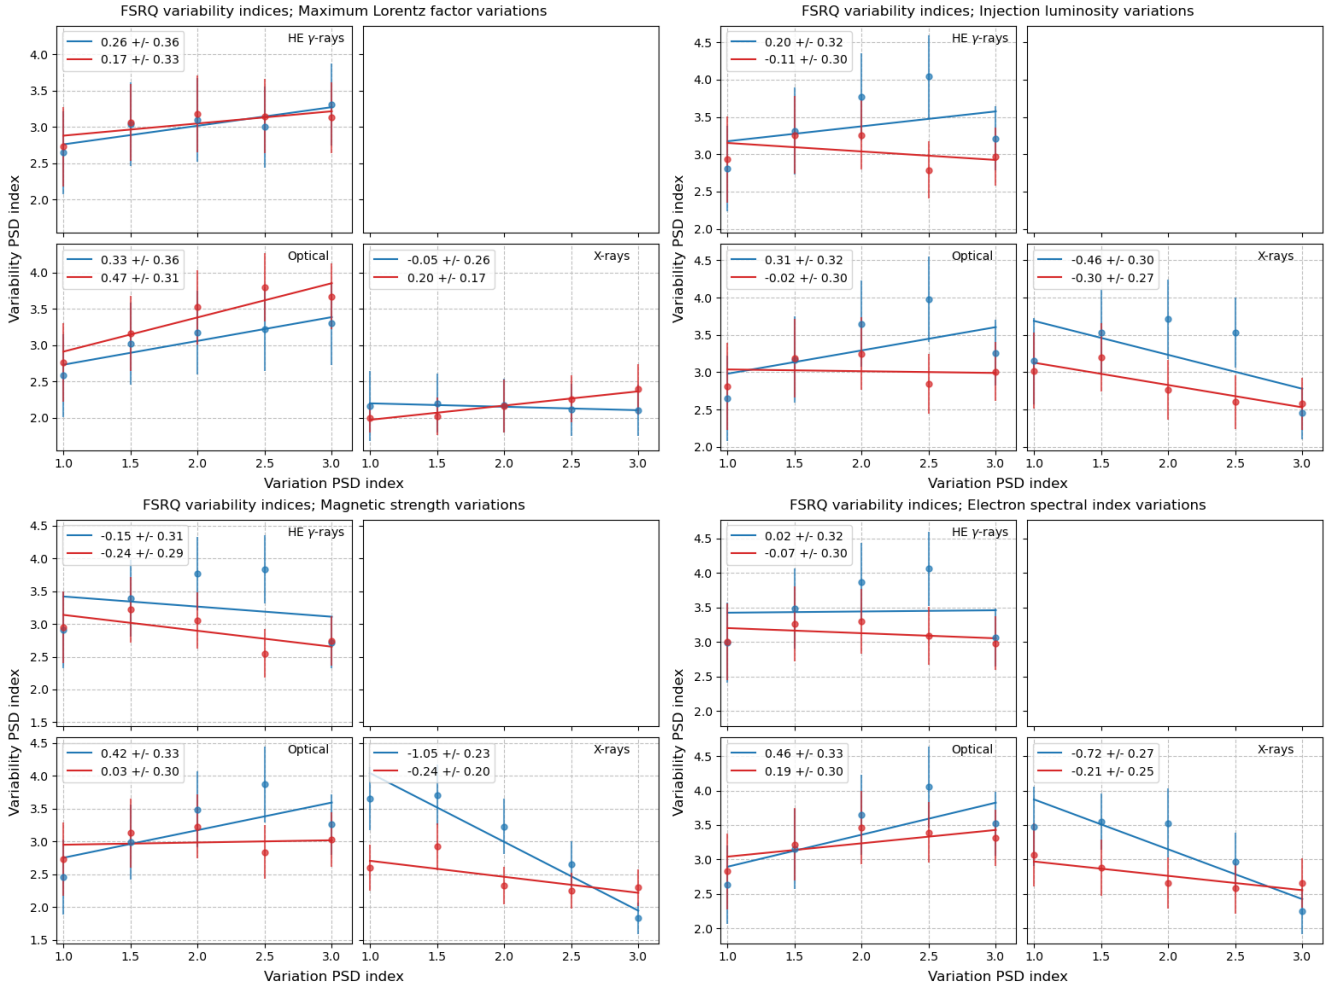 FSRQ variability indices; Maximum Lorentz factor variations
0.26 +/- 0.36
0.17 +/- 0.33
HE γ-rays
4.0
3.5
3.0
2.5
2.0
0.33 +/- 0.36
0.47 +/- 0.31
Optical
-0.05 +/- 0.26
0.20 +/- 0.17
X-rays
4.0
3.5
3.0
2.5
2.0
1.0 1.5 2.0 2.5 3.0 1.0 1.5 2.0 2.5 3.0
Variability PSD index
Variation PSD index
FSRQ variability indices; Injection luminosity variations
0.20 +/- 0.32
-0.11 +/- 0.30
HE γ-rays
4.5
4.0
3.5
3.0
2.5
2.0
0.31 +/- 0.32
-0.02 +/- 0.30
Optical
-0.46 +/- 0.30
-0.30 +/- 0.27
X-rays
4.5
4.0
3.5
3.0
2.5
2.0
1.0 1.5 2.0 2.5 3.0 1.0 1.5 2.0 2.5 3.0
Variability PSD index
Variation PSD index
FSRQ variability indices; Magnetic strength variations
-0.15 +/- 0.31
-0.24 +/- 0.29
HE γ-rays
4.5
4.0
3.5
3.0
2.5
2.0
1.5
0.42 +/- 0.33
0.03 +/- 0.30
Optical
-1.05 +/- 0.23
-0.24 +/- 0.20
X-rays
4.5
4.0
3.5
3.0
2.5
2.0
1.5
1.0 1.5 2.0 2.5 3.0 1.0 1.5 2.0 2.5 3.0
Variability PSD index
Variation PSD index
FSRQ variability indices; Electron spectral index variations
0.02 +/- 0.32
-0.07 +/- 0.30
HE γ-rays
4.5
4.0
3.5
3.0
2.5
2.0
0.46 +/- 0.33
0.19 +/- 0.30
Optical
-0.72 +/- 0.27
-0.21 +/- 0.25
X-rays
4.5
4.0
3.5
3.0
2.5
2.0
1.0 1.5 2.0 2.5 3.0 1.0 1.5 2.0 2.5 3.0
Variability PSD index
Variation PSD index